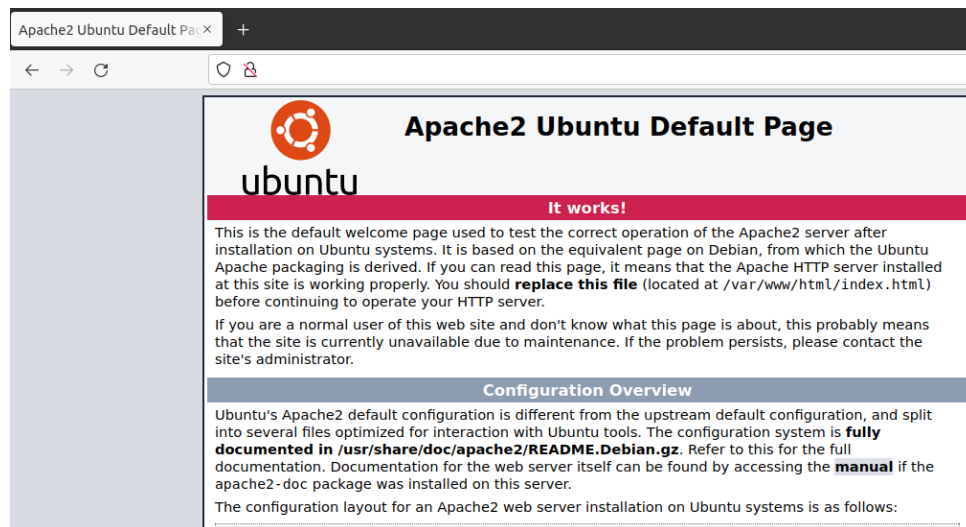 Apache2 Ubuntu Default Pag
Apache2 Ubuntu Default Page
ubuntu
It works!
This is the default welcome page used to test the correct operation of the Apache2 server after
installation on Ubuntu systems. It is based on the equivalent page on Debian, from which the Ubuntu
Apache packaging is derived. If you can read this page, it means that the Apache HTTP server installed
at this site is working properly. You should replace this file (located at /var/www/html/index.html)
before continuing to operate your HTTP server.
If you are a normal user of this web site and don't know what this page is about, this probably means
that the site is currently unavailable due to maintenance. If the problem persists, please contact the
site's administrator.
Configuration Overview
Ubuntu's Apache2 default configuration is different from the upstream default configuration, and split
into several files optimized for interaction with Ubuntu tools. The configuration system is fully
documented in /usr/share/doc/apache2/README.Debian.gz. Refer to this for the full
documentation. Documentation for the web server itself can be found by accessing the manual if the
apache2-doc package was installed on this server.
The configuration layout for an Apache2 web server installation on Ubuntu systems is as follows: